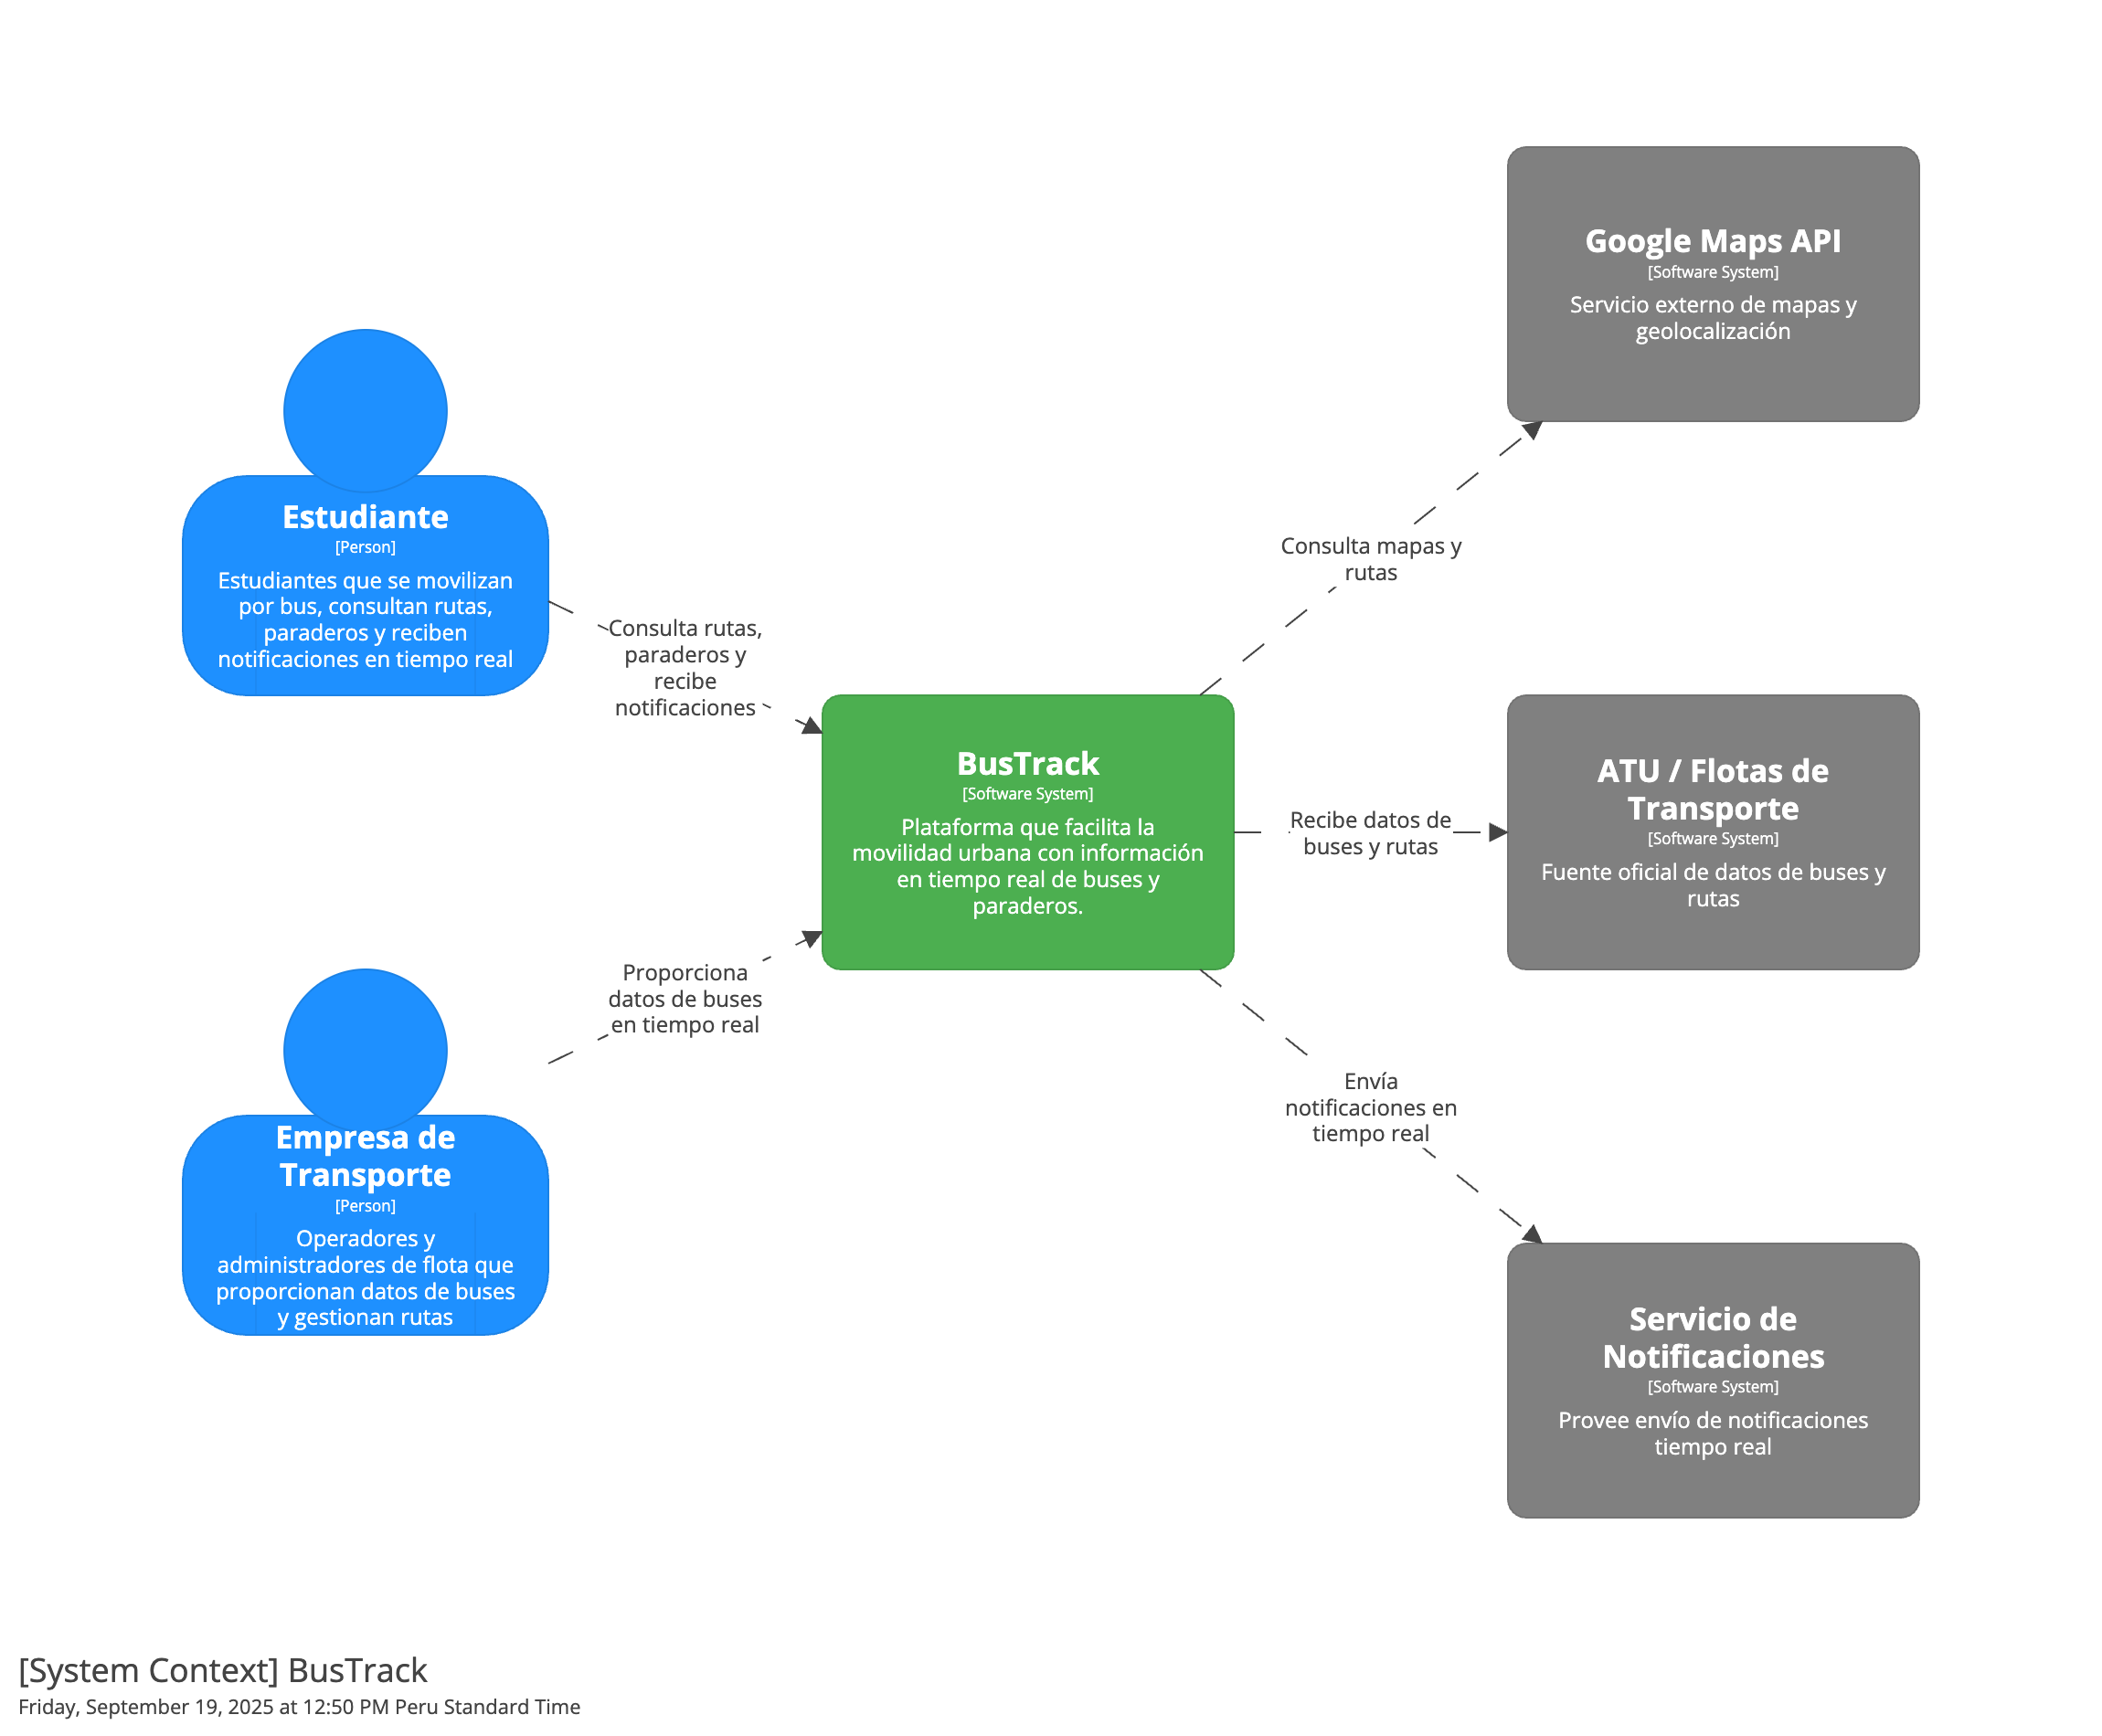 Estudiante
[Person]
Estudiantes que se movilizan
por bus, consultan rutas,
paraderos y reciben
notificaciones en tiempo real
Consulta rutas,
paraderos y
recibe
notificaciones
Empresa de
Transporte
[Person]
Operadores y
administradores de flota que
proporcionan datos de buses
y gestionan rutas
Proporciona
datos de buses
en tiempo real
BusTrack
[Software System]
Plataforma que facilita la
movilidad urbana con información
en tiempo real de buses y
paraderos.
Consulta mapas y
rutas
Google Maps API
[Software System]
Servicio externo de mapas y
geolocalización
Recibe datos de
buses y rutas
ATU / Flotas de
Transporte
[Software System]
Fuente oficial de datos de buses y
rutas
Envía
notificaciones en
tiempo real
Servicio de
Notificaciones
[Software System]
Provee envío de notificaciones
tiempo real
[System Context] BusTrack
Friday, September 19, 2025 at 12:50 PM Peru Standard Time